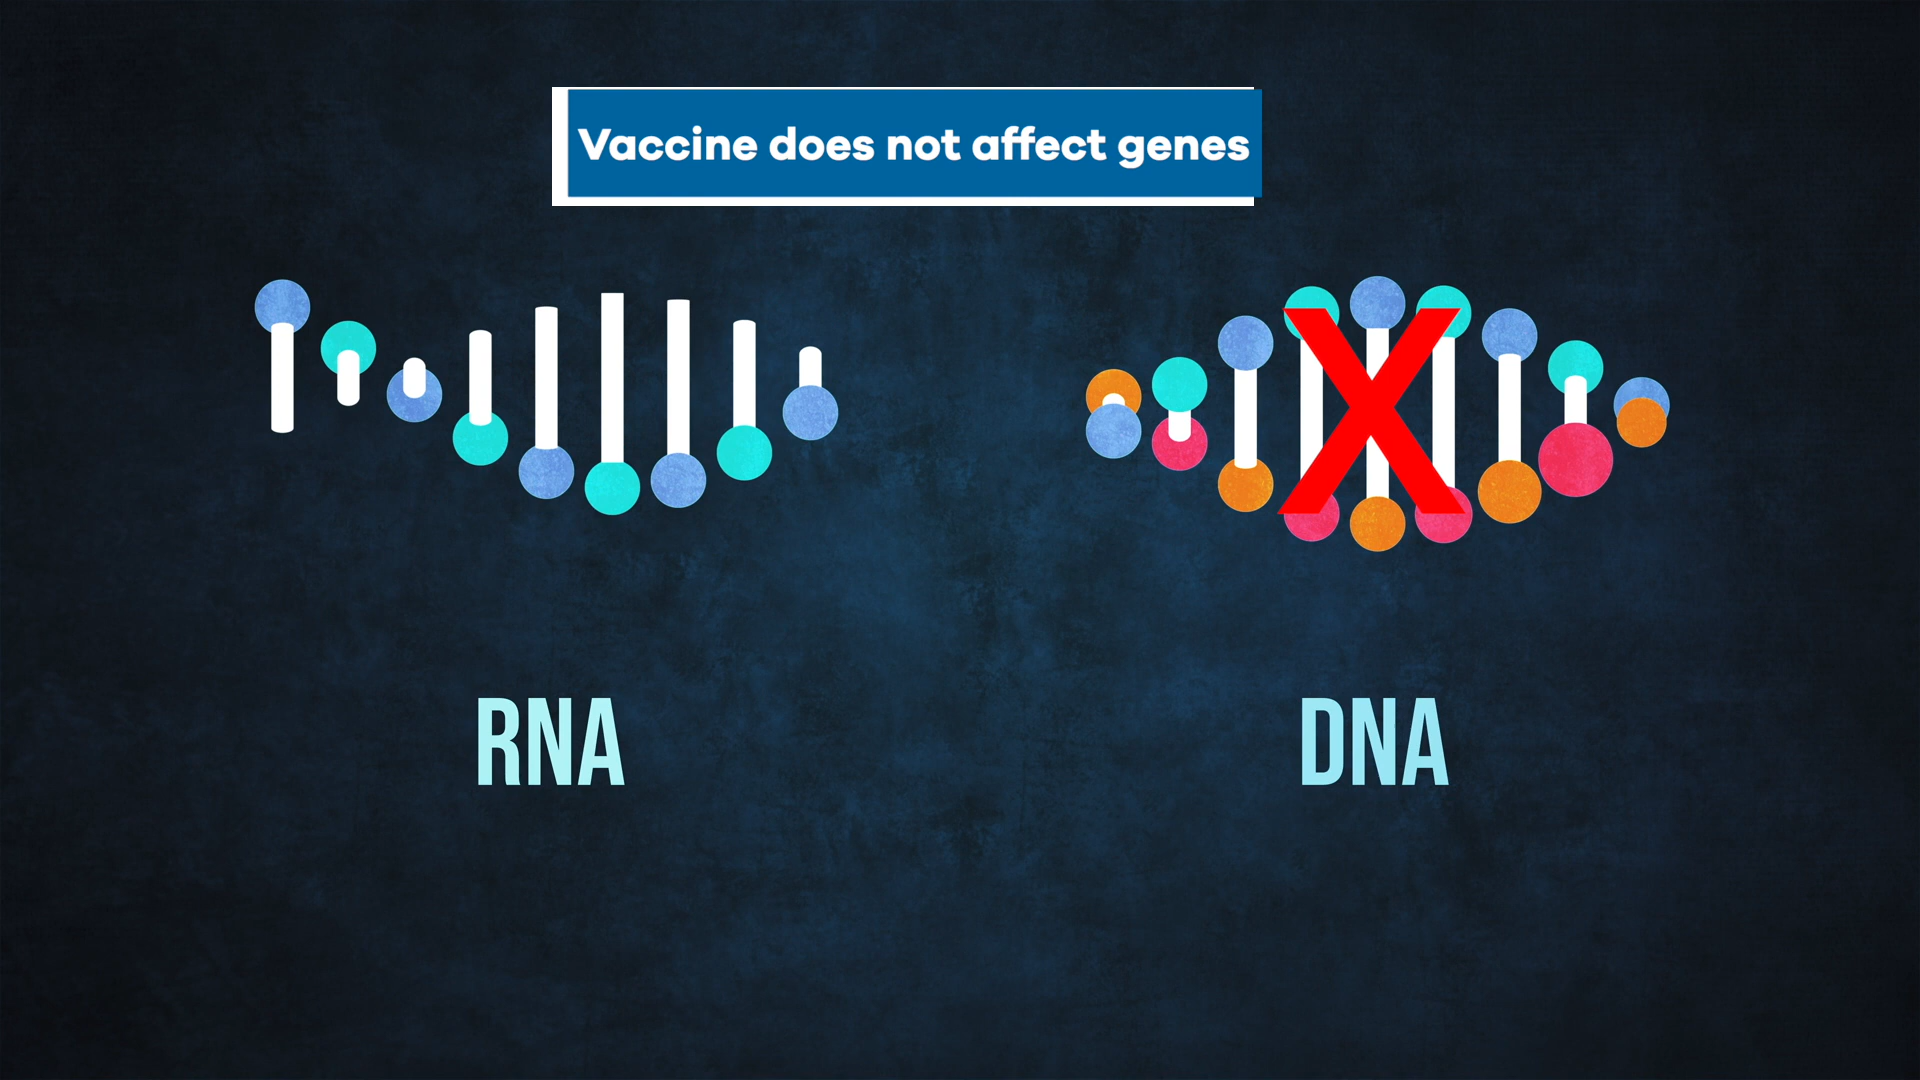 Vaccine does not affect genes
X
RNA
DNA